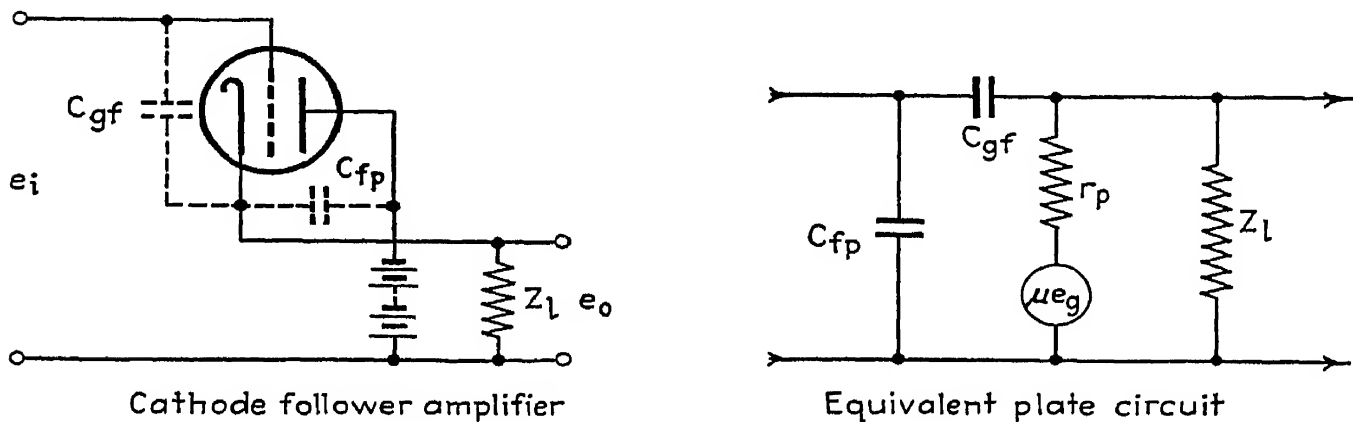 Cgf
ei
Cfp
Zl
eo
Cathode follower amplifier
Cgf
Cfp
rp
μeg
Zl
Equivalent plate circuit